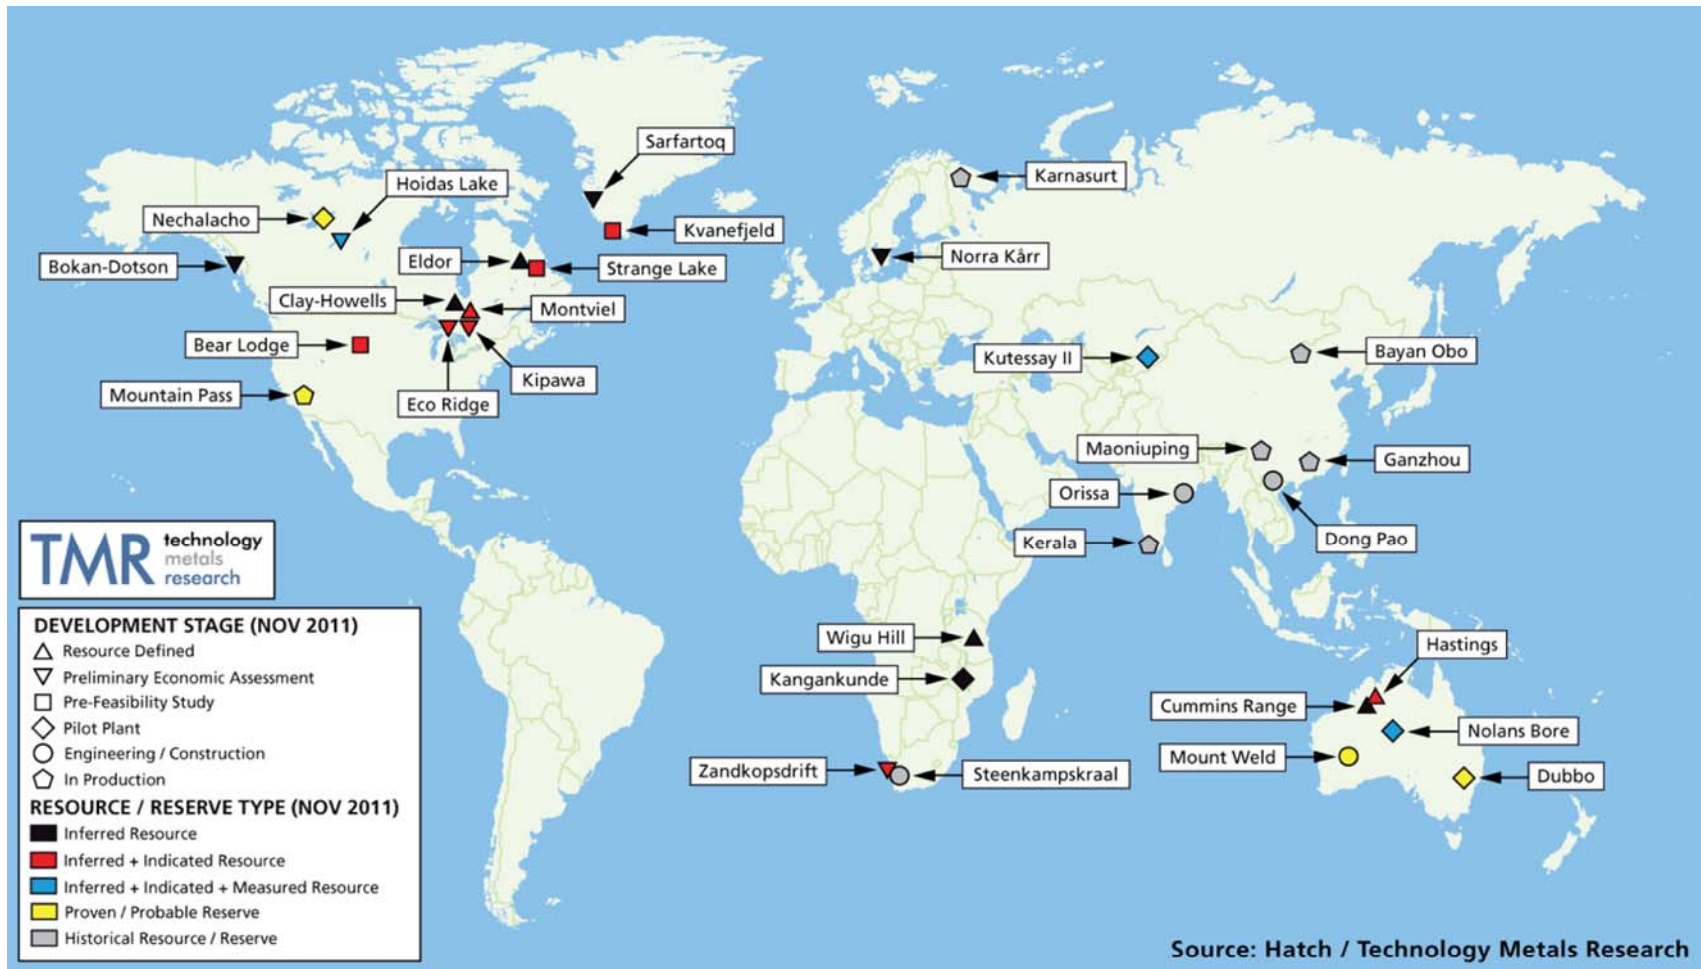 Sarfartoq
Karnasurt
Hoidas Lake
Nechalacho
Kvanefjeld
Bokan-Dotson
Eldor
Strange Lake
Norra Kårr
Clay-Howells
Montviel
Bear Lodge
Kutessay II
Bayan Obo
Kipawa
Mountain Pass
Eco Ridge
Maoniuping
Ganzhou
Orissa
Dong Pao
Kerala
TMR technology
metals
research
Wigu Hill
Hastings
Kangankunde
Cummins Range
Nolans Bore
Mount Weld
Zandkopsdrift
Steenkampskraal
Dubbo
DEVELOPMENT STAGE (NOV 2011)
Resource Defined
Preliminary Economic Assessment
Pre-Feasibility Study
Pilot Plant
Engineering / Construction
In Production
RESOURCE / RESERVE TYPE (NOV 2011)
Inferred Resource
Inferred + Indicated Resource
Inferred + Indicated + Measured Resource
Proven / Probable Reserve
Historical Resource / Reserve
Source: Hatch / Technology Metals Research